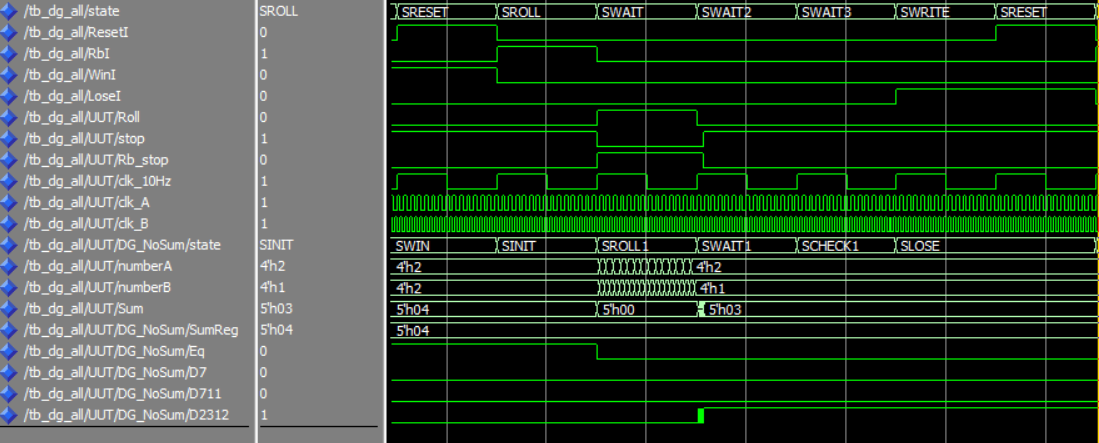 /tb_dg_all/state SROLL SRESET SROLL SWAIT SWAIT2 SWAIT3 SWRITE SRESET
/tb_dg_all/ResetI 0
/tb_dg_all/RbI 1
/tb_dg_all/WinI 0
/tb_dg_all/LoseI 0
/tb_dg_all/UUT/Roll 0
/tb_dg_all/UUT/stop 1
/tb_dg_all/UUT/Rb_stop 0
/tb_dg_all/UUT/clk_10Hz 1
/tb_dg_all/UUT/clk_A 1
/tb_dg_all/UUT/clk_B 1
/tb_dg_all/UUT/DG_NoSum/state SINIT SWIN SINIT SROLL1 SWAIT1 SCHECK1 SLOSE
/tb_dg_all/UUT/numberA 4'h2 4'h2 4'h2
/tb_dg_all/UUT/numberB 4'h1 4'h2 4'h1
/tb_dg_all/UUT/Sum 5'h03 5'h04 5'h00 5'h03
/tb_dg_all/UUT/DG_NoSum/SumReg 5'h04 5'h04
/tb_dg_all/UUT/DG_NoSum/Eq 0
/tb_dg_all/UUT/DG_NoSum/D7 0
/tb_dg_all/UUT/DG_NoSum/D711 0
/tb_dg_all/UUT/DG_NoSum/D2312 1